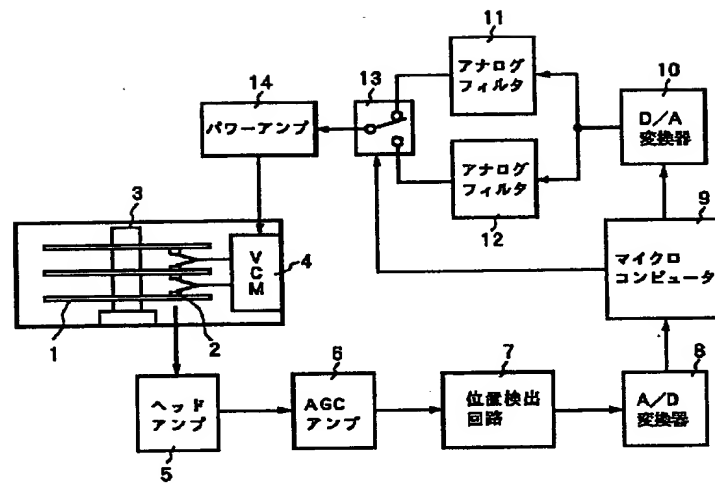 11
アナログ
フィルタ
10
D/A
変換器
13
14
パワーアンプ
アナログ
フィルタ
12
9
マイクロ
コンピュータ
3
V
C
M
4
1
2
6
AGC
アンプ
7
位置検出
回路
8
A/D
変換器
ヘッド
アンプ
5